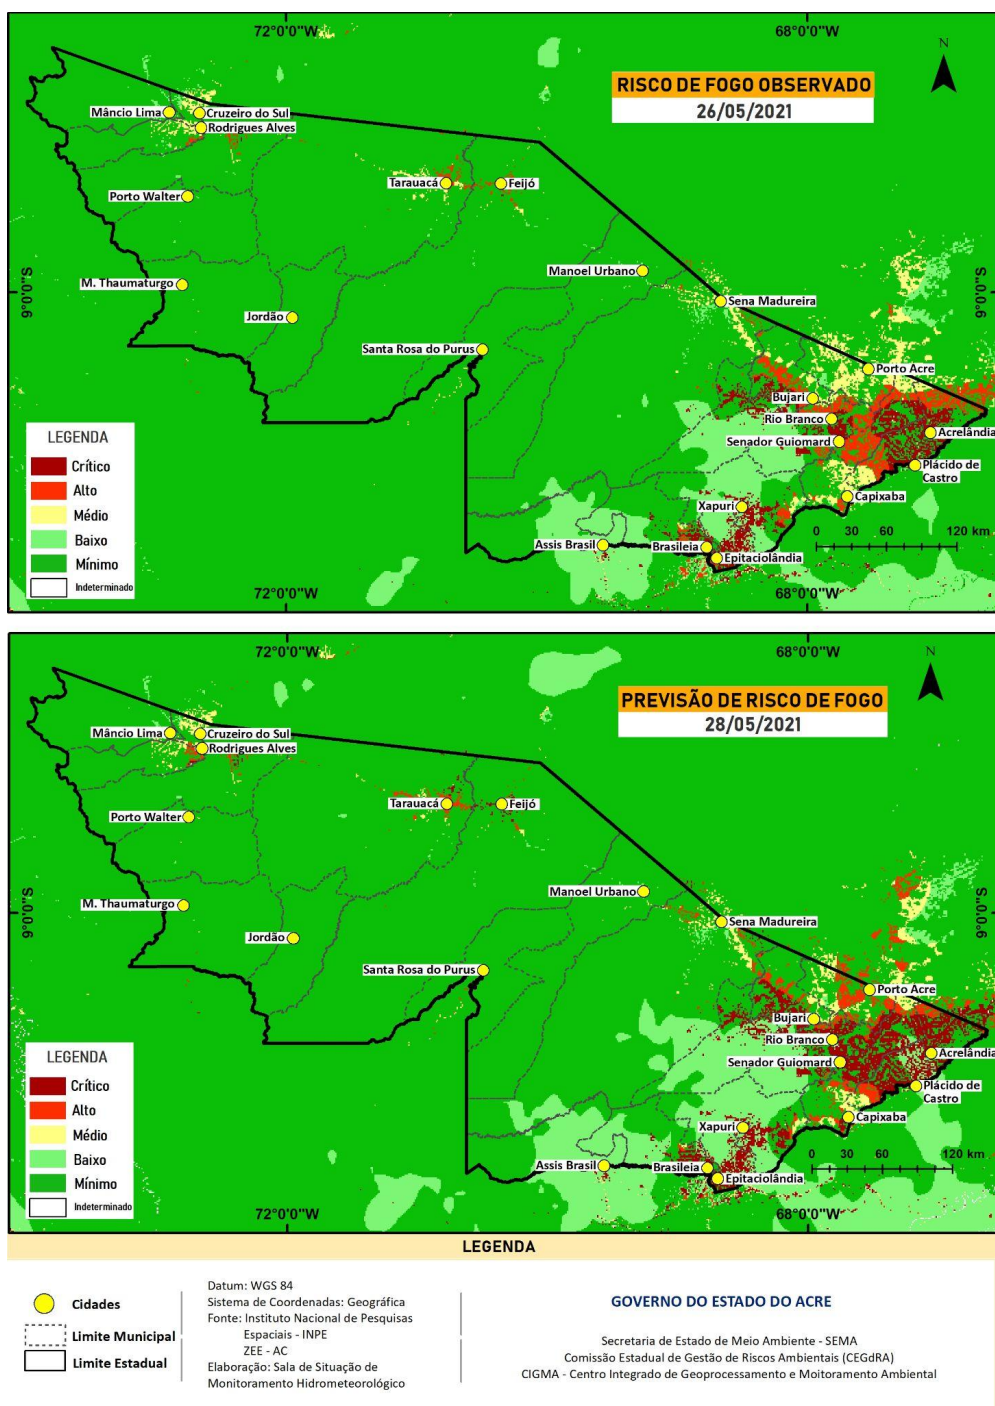 72°0'0"W
68°0'0"W
N
RISCO DE FOGO OBSERVADO
26/05/2021
Mâncio Lima
Cruzeiro do Sul
Rodrigues Alves
Tarauacá
Feijó
Porto Walter
Manoel Urbano
9°0'0"S
9°0'0"S
M. Thaumaturgo
Sena Madureira
Jordão
Santa Rosa do Purus
Porto Acre
Bujari
Rio Branco
Acrelândia
Senador Guiomard
Plácido de
Castro
Capixaba
Xapuri
Assis Brasil
Brasileia
Epitaciolândia
LEGENDA
Crítico
Alto
Médio
Baixo
Mínimo
Indeterminado
0 30 60 120 km
72°0'0"W
68°0'0"W
72°0'0"W
68°0'0"W
N
PREVISÃO DE RISCO DE FOGO
28/05/2021
Mâncio Lima
Cruzeiro do Sul
Rodrigues Alves
Tarauacá
Feijó
Porto Walter
Manoel Urbano
9°0'0"S
9°0'0"S
M. Thaumaturgo
Sena Madureira
Jordão
Santa Rosa do Purus
Porto Acre
Bujari
Rio Branco
Acrelândia
Senador Guiomard
Plácido de
Castro
Capixaba
Xapuri
Assis Brasil
Brasileia
Epitaciolândia
LEGENDA
Crítico
Alto
Médio
Baixo
Mínimo
Indeterminado
0 30 60 120 km
72°0'0"W
68°0'0"W
LEGENDA
Cidades
Limite Municipal
Limite Estadual
Datum: WGS 84
Sistema de Coordenadas: Geográfica
Fonte: Instituto Nacional de Pesquisas
Espaciais - INPE
ZEE - AC
Elaboração: Sala de Situação de
Monitoramento Hidrometeorológico
GOVERNO DO ESTADO DO ACRE
Secretaria de Estado de Meio Ambiente - SEMA
Comissão Estadual de Gestão de Riscos Ambientais (CEGdRA)
CIGMA - Centro Integrado de Geoprocessamento e Moitoramento Ambiental